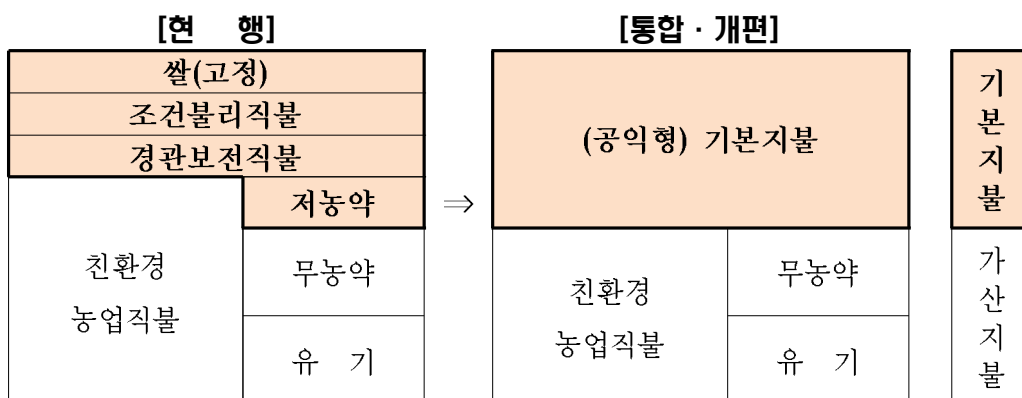 [현 행]
쌀(고정)
조건불리직불
경관보전직불
저농약
친환경
농업직불
무농약
유 기
⇒
[통합·개편]
(공익형) 기본지불
친환경
농업직불
무농약
유 기
기
본
지
불
가
산
지
불